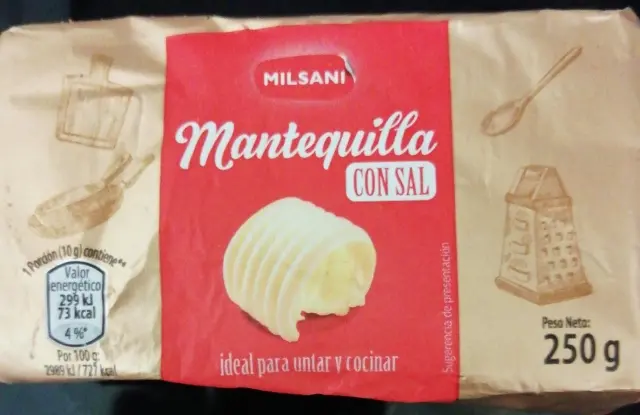 MILSANI
Mantequilla
CON SAL
ideal para untar y cocinar
Sugerencia de presentación
1 Porción (10 g) contiene**
Valor
energético
299 kJ
73 kcal
4 %*
Por 100 g:
2989 kJ / 727 kcal
Peso Neto:
250 g